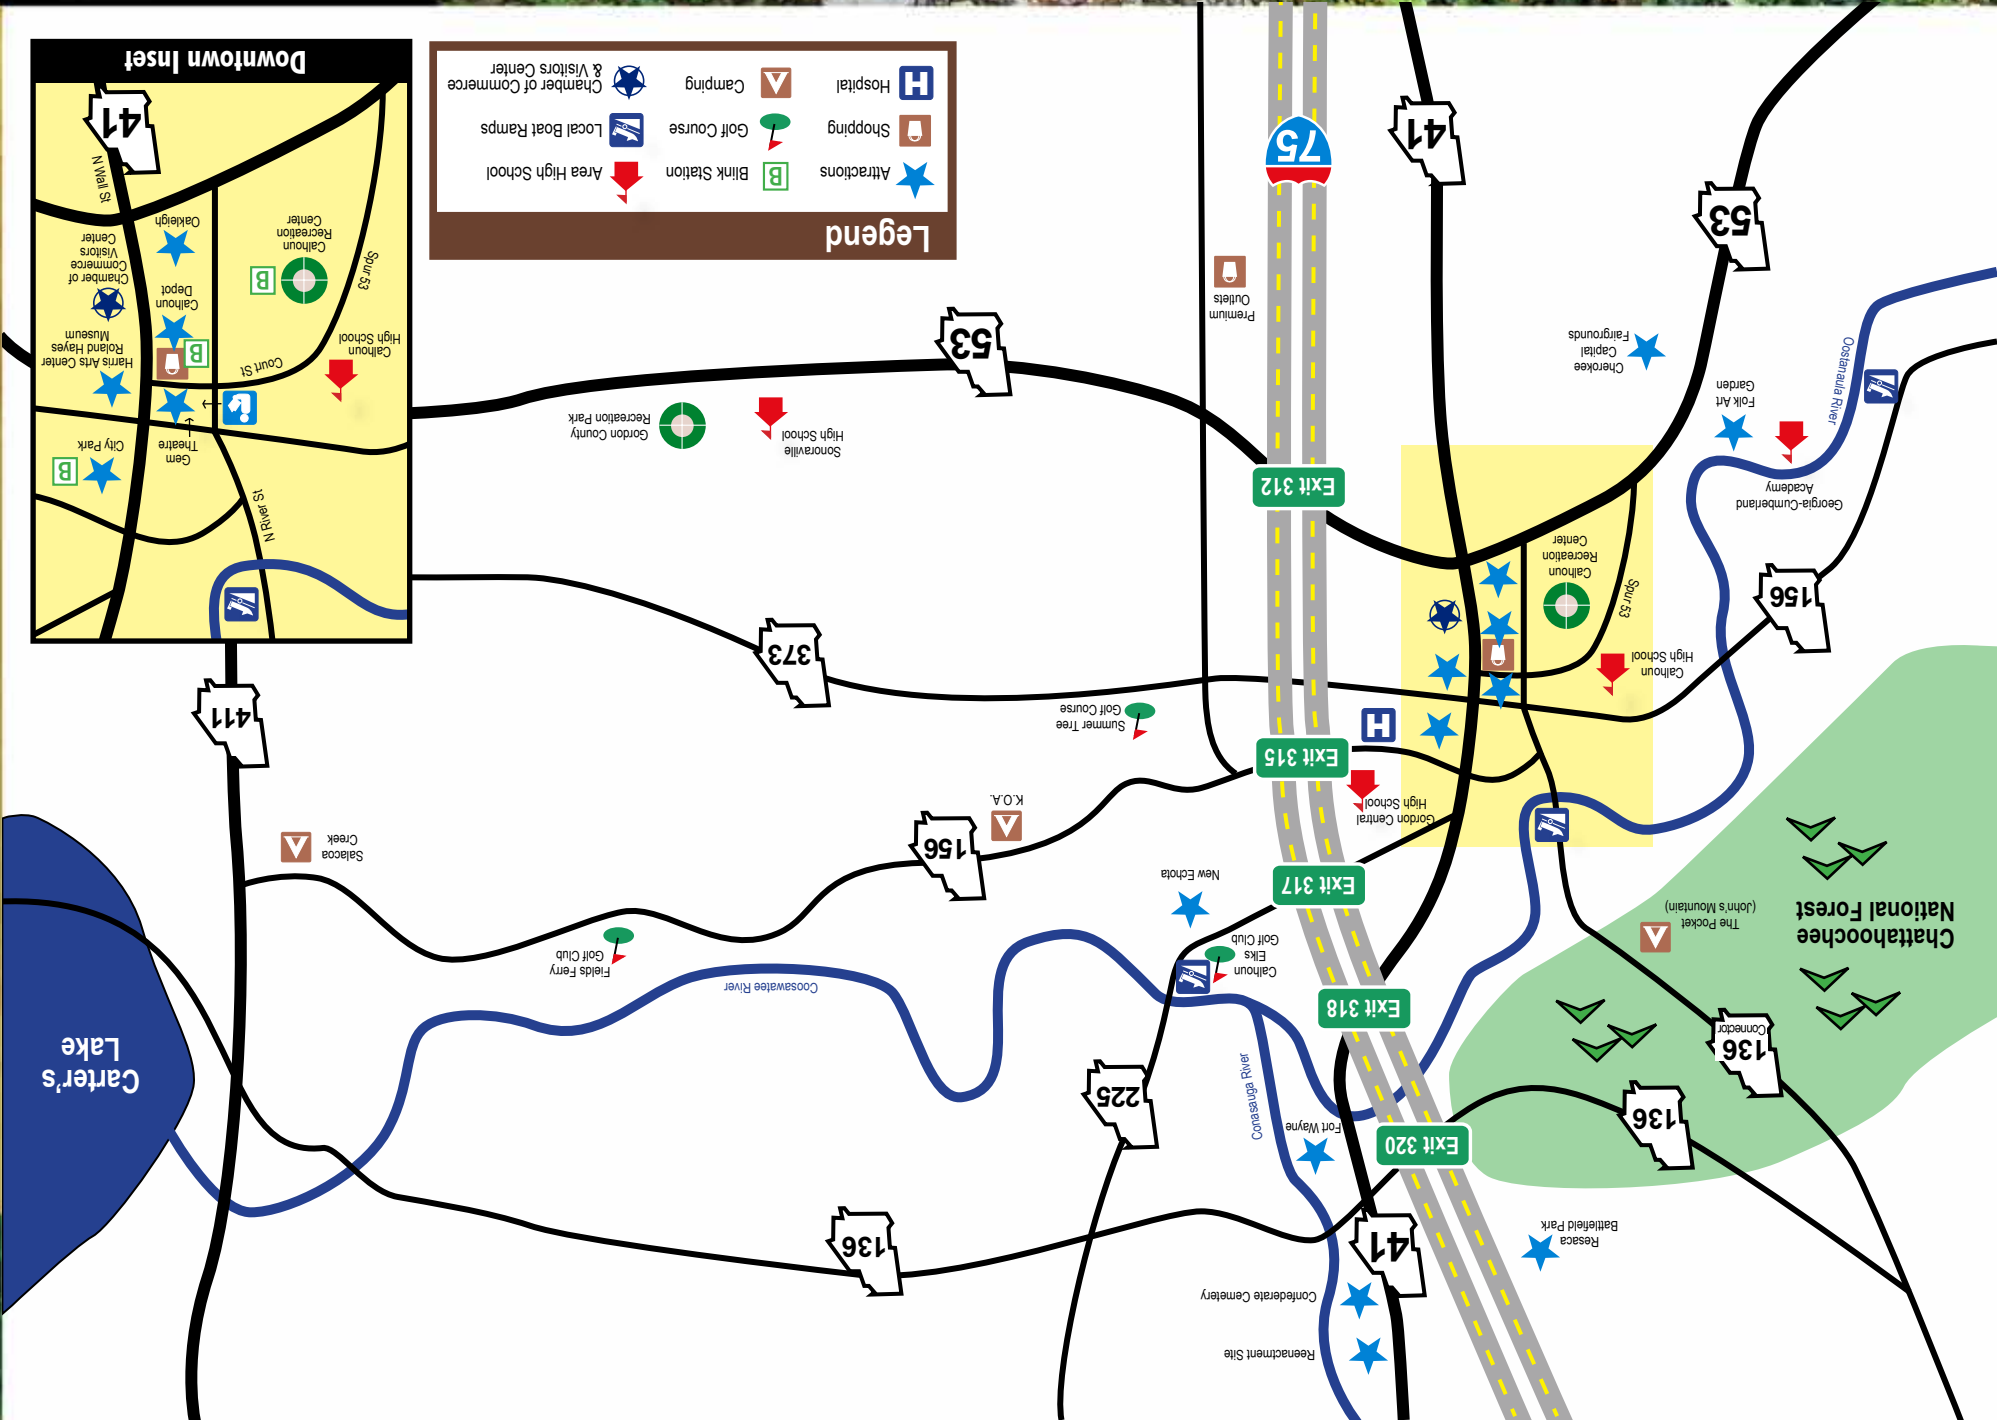 Reenactment Site
Confederate Cemetery
Resaca
Battlefield Park
41
136
Exit 320
Fort Wayne
136
225
Conasauga River
136
Connector
Exit 318
Carter's
Lake
Coosawatee River
Chattahoochee
National Forest
The Pocket
(John's Mountain)
Calhoun
Elks
Golf Club
Fields Ferry
Golf Club
New Echota
Exit 317
156
Salacoa
Creek
Gordon Central
High School
K.O.A.
Exit 315
411
Summer Tree
Golf Course
Calhoun
High School
373
Spur 53
156
Calhoun
Recreation
Center
Georgia-Cumberland
Academy
Exit 312
Sonoraville
High School
Gordon County
Recreation Park
Folk Art
Garden
Oostanaula River
Cherokee
Capital
Fairgrounds
53
Premium
Outlets
53
41
75
Legend
Attractions
Shopping
Hospital
Blink Station
Golf Course
Camping
Area High School
Local Boat Ramps
Chamber of Commerce
& Visitors Center
N River St
City Park
Gem
Theatre
Court St
Calhoun
High School
Harris Arts Center
Roland Hayes
Museum
Calhoun
Depot
Chamber of
Commerce
Visitors
Center
Spur 53
Calhoun
Recreation
Center
Oakleigh
N Wall St
41
Downtown Inset
B
B
B
B
H
H